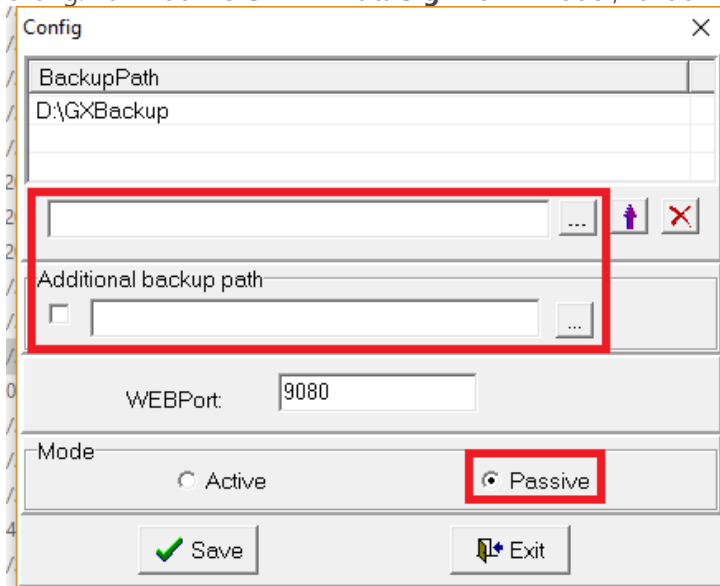 Config
BackupPath
D:\GXBackup
...
Additional backup path
...
WEBPort:
9080
Mode
Active
Passive
Save
Exit